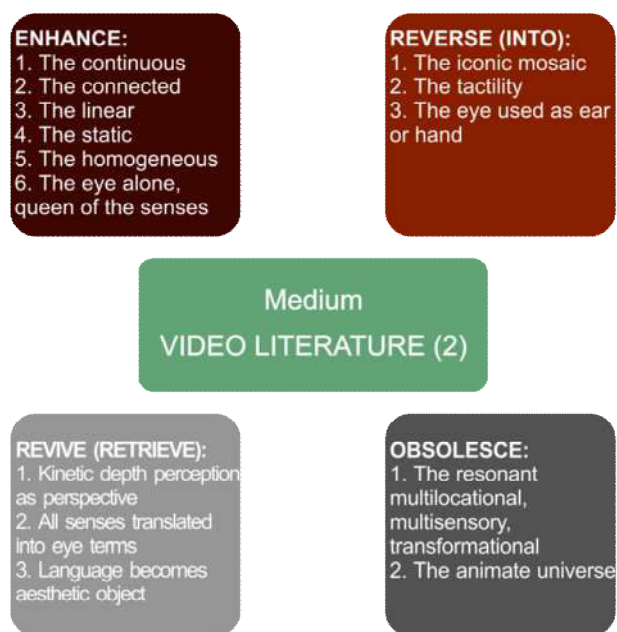 ENHANCE:
1. The continuous
2. The connected
3. The linear
4. The static
5. The homogeneous
6. The eye alone,
queen of the senses
REVERSE (INTO):
1. The iconic mosaic
2. The tactility
3. The eye used as ear
or hand
Medium
VIDEO LITERATURE (2)
REVIVE (RETRIEVE):
1. Kinetic depth perception
as perspective
2. All senses translated
into eye terms
3. Language becomes
aesthetic object
OBSOLESCE:
1. The resonant
multilocational,
multisensory,
transformational
2. The animate universe